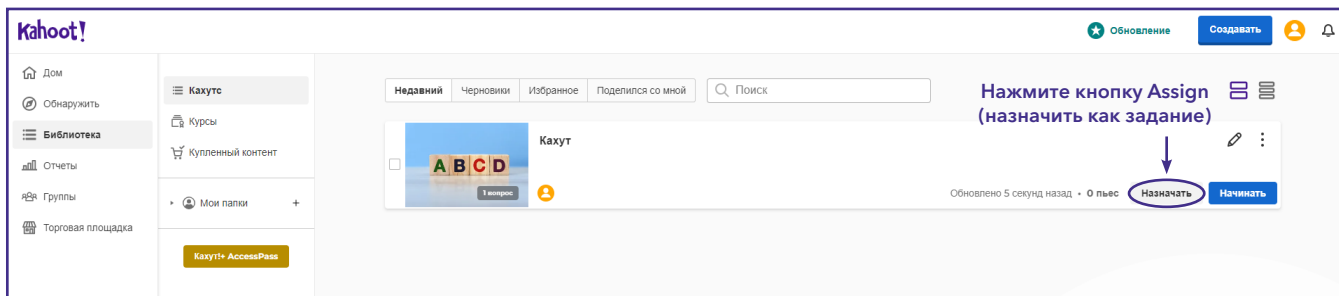 Kahoot!
Обновление
Создавать
Дом
Обнаружить
Библиотека
Отчеты
Группы
Торговая площадка
Кахутс
Курсы
Купленный контент
Мои папки +
Кахут!+ AccessPass
Недавний Черновики Избранное Поделился со мной Поиск
Нажмите кнопку Assign
(назначить как задание)
A B C D
1 вопрос
Кахут
Обновлено 5 секунд назад • 0 пьес Назначать Начинать